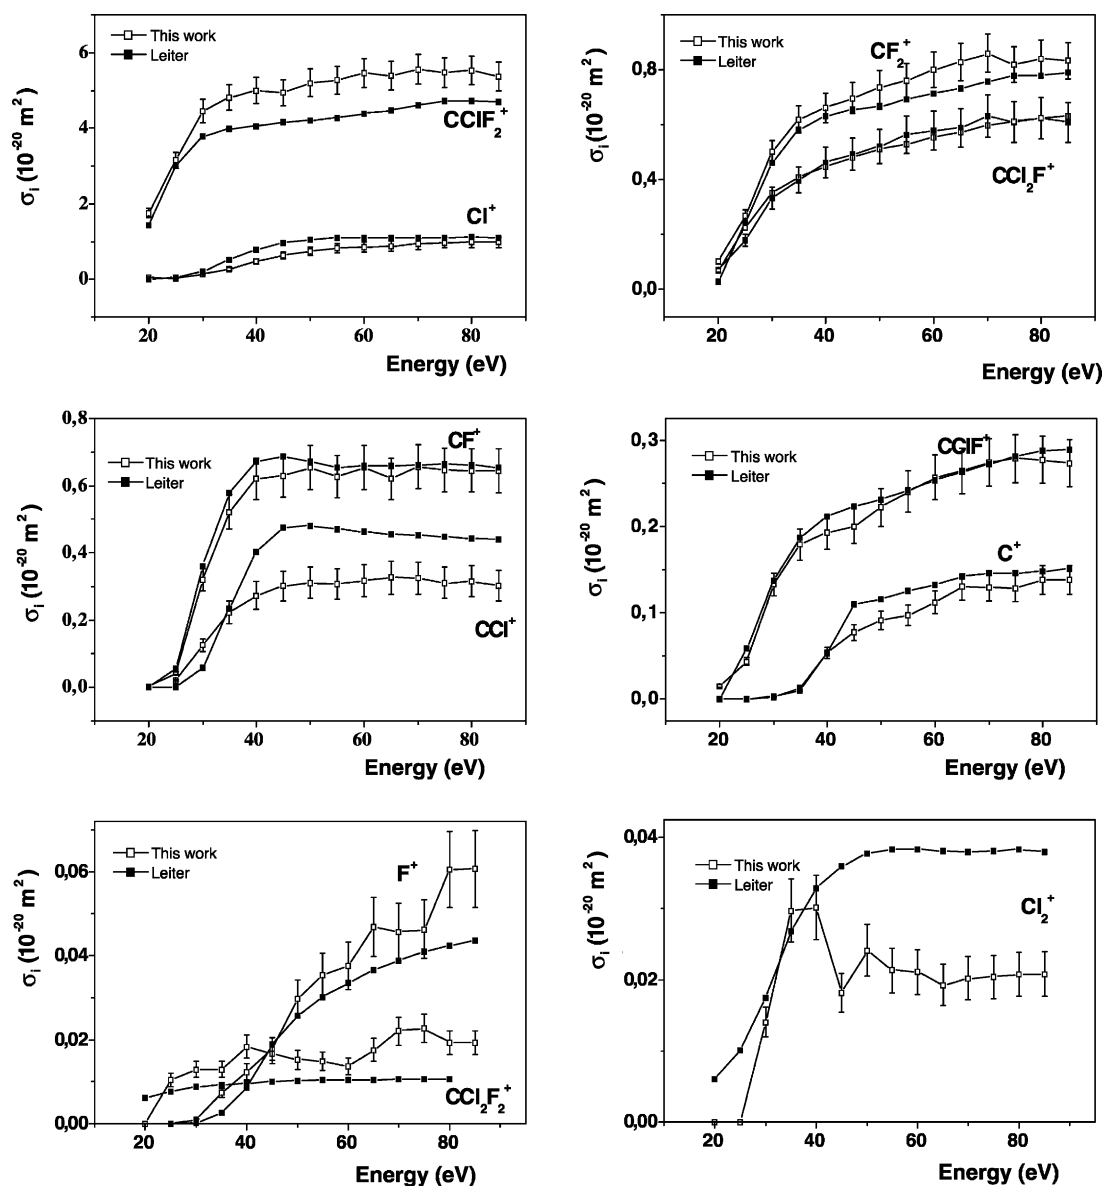 This work
Leiter
CClF₂⁺
Cl⁺
6
4
2
0
20 40 60 80
Energy (eV)
σᵢ (10⁻²⁰ m²)
This work
Leiter
CF₂⁺
CCl₂F⁺
0,8
0,4
0,0
20 40 60 80
Energy (eV)
σᵢ (10⁻²⁰ m²)
This work
Leiter
CF⁺
CCl⁺
0,8
0,6
0,4
0,2
0,0
20 40 60 80
Energy (eV)
σᵢ (10⁻²⁰ m²)
This work
Leiter
CGlF⁺
C⁺
0,3
0,2
0,1
0,0
20 40 60 80
Energy (eV)
σᵢ (10⁻²⁰ m²)
This work
Leiter
F⁺
CCl₂F₂⁺
0,06
0,04
0,02
0,00
20 40 60 80
Energy (eV)
σᵢ (10⁻²⁰ m²)
This work
Leiter
Cl₂⁺
0,04
0,02
0,00
20 40 60 80
Energy (eV)
σᵢ (10⁻²⁰ m²)